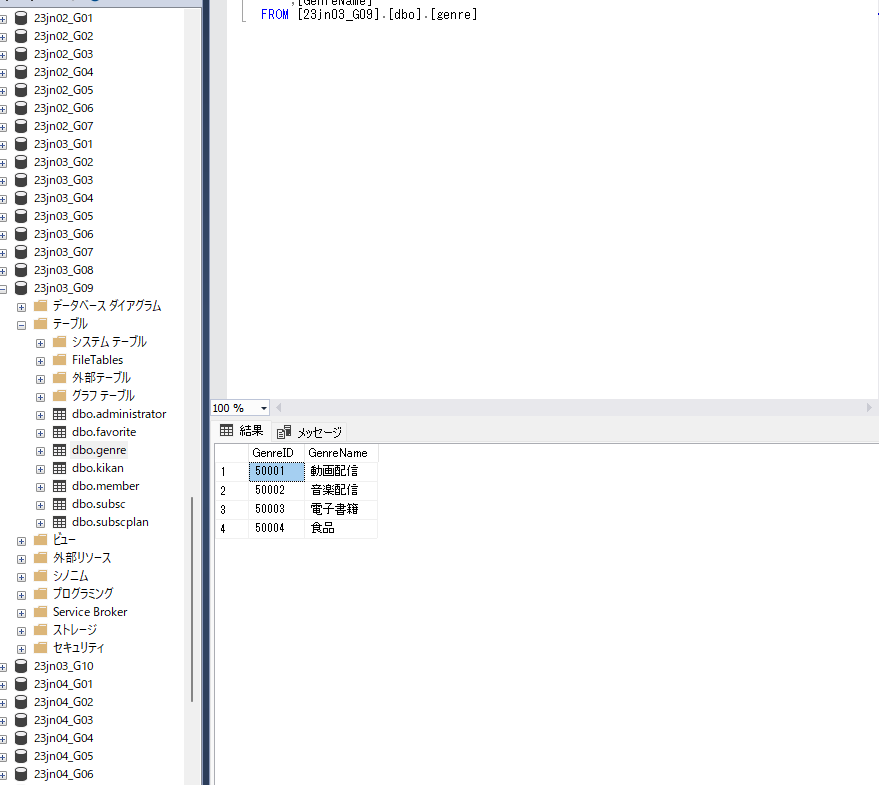 23jn02_G01
23jn02_G02
23jn02_G03
23jn02_G04
23jn02_G05
23jn02_G06
23jn02_G07
23jn03_G01
23jn03_G02
23jn03_G03
23jn03_G04
23jn03_G05
23jn03_G06
23jn03_G07
23jn03_G08
23jn03_G09
データベース ダイアグラム
テーブル
システム テーブル
FileTables
外部テーブル
グラフ テーブル
dbo.administrator
dbo.favorite
dbo.genre
dbo.kikan
dbo.member
dbo.subsc
dbo.subscplan
ビュー
外部リソース
シノニム
プログラミング
Service Broker
ストレージ
セキュリティ
23jn03_G10
23jn04_G01
23jn04_G02
23jn04_G03
23jn04_G04
23jn04_G05
23jn04_G06
,[GenreName]
FROM [23jn03_G09].[dbo].[genre]
100 %
結果 メッセージ
GenreID GenreName
1 50001 動画配信
2 50002 音楽配信
3 50003 電子書籍
4 50004 食品